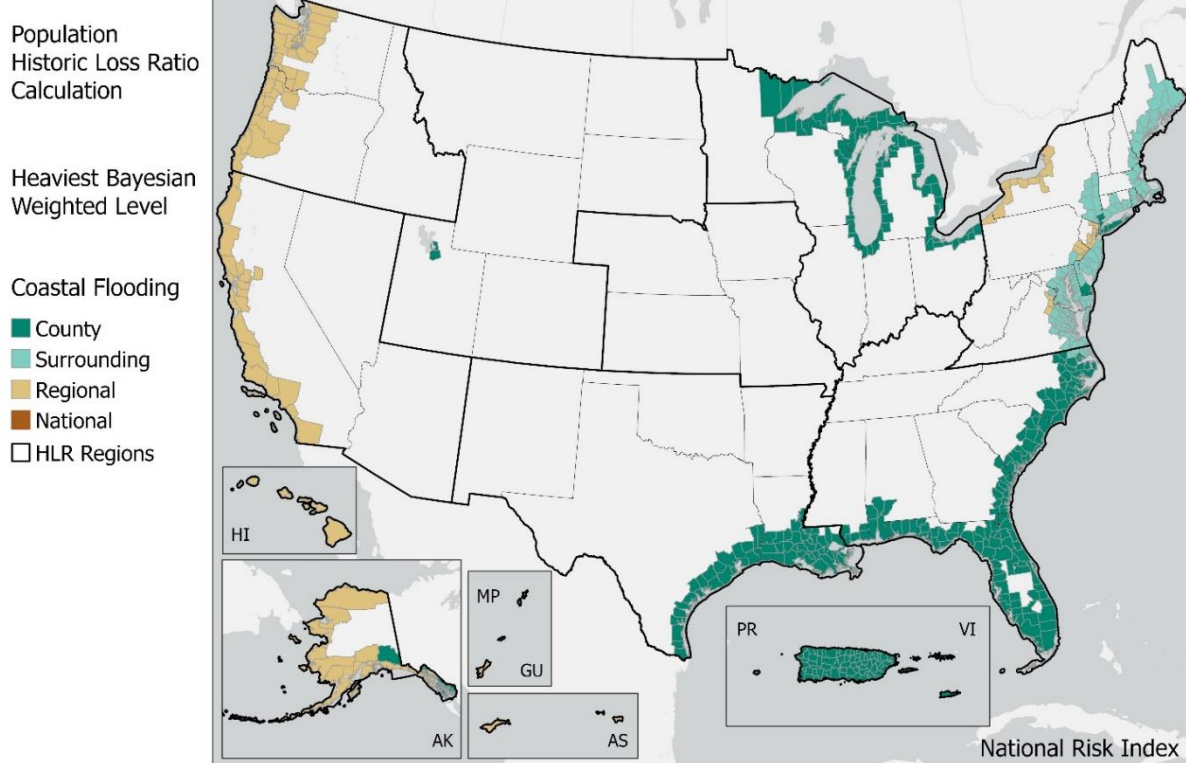 Population
Historic Loss Ratio
Calculation
Heaviest Bayesian
Weighted Level
Coastal Flooding
County
Surrounding
Regional
National
HLR Regions
HI
AK
MP
GU
AS
PR
VI
National Risk Index